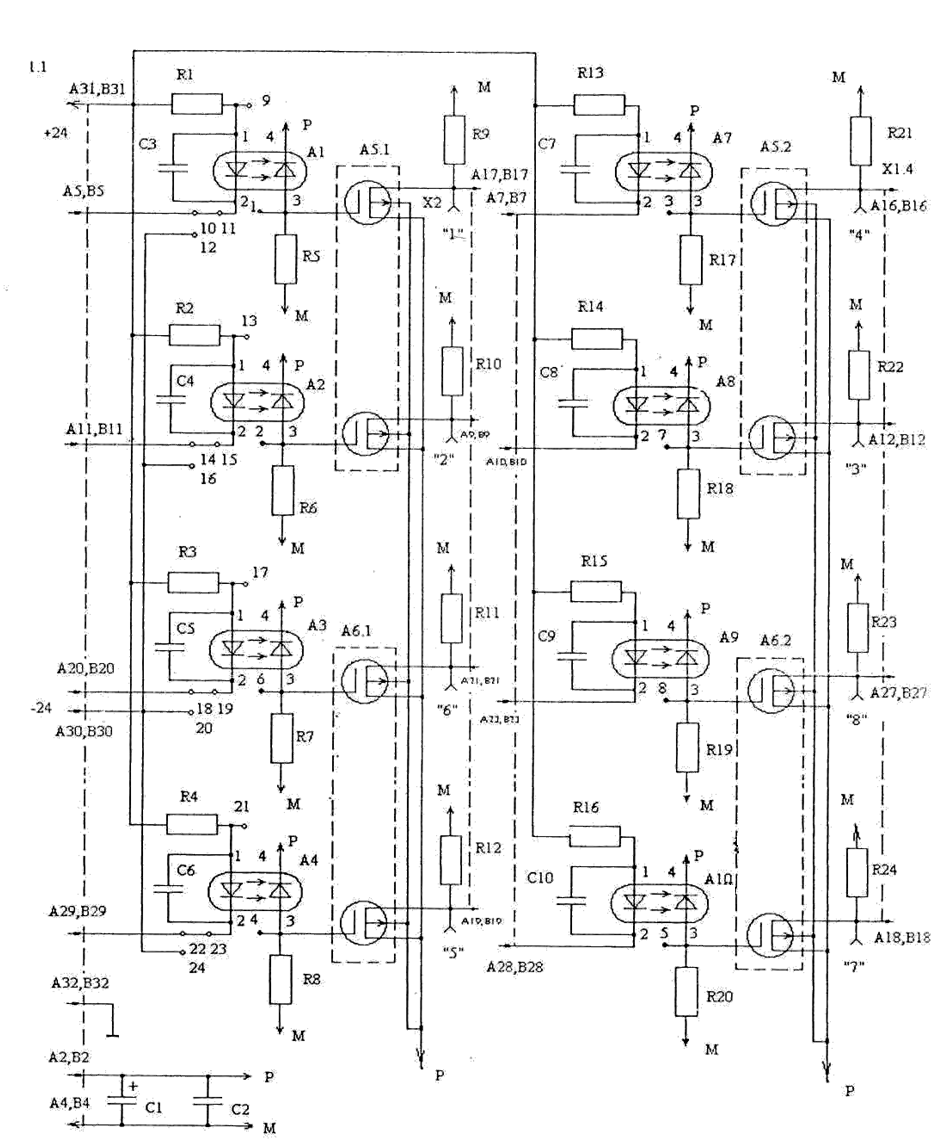 1.1
R1
A31,B31
9
+24
C3
1 4
P
A1
A5.1
M
R9
A17,B17
X2
A5,B5
2 1 3
10 11
12
"1"
R5
M
R2
13
C4
1 4
P
A2
M
R10
A11,B11
2 2 3
14 15
16
A9,B9
"2"
R6
M
R3
17
C5
1 4
P
A3
A6.1
M
R11
A20,B20
2 6 3
18 19
20
-24
A30,B30
A21,B21
"6"
R7
M
R4
21
C6
1 4
P
A4
M
R12
A29,B29
2 4 3
22 23
24
A19,B19
"5"
R8
M
A32,B32
A2,B2
P
+
C1
C2
A4,B4
M
P
R13
C7
1 4
P
A7
A5.2
M
R21
X1.4
A7,B7
2 3 3
A16,B16
"4"
R17
M
R14
C8
1 4
P
A8
M
R22
A10,B10
2 7 3
A12,B12
"3"
R18
M
R15
C9
1 4
P
A9
A6.2
M
R23
A23,B23
2 8 3
A27,B27
"8"
R19
M
R16
C10
1 4
P
A10
M
R24
A28,B28
2 5 3
A18,B18
"7"
R20
M
P